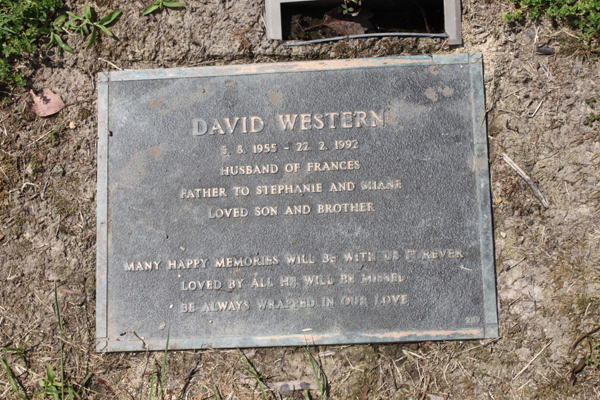 DAVID WESTERN
5. 8. 1955 - 22. 2. 1992
HUSBAND OF FRANCES
FATHER TO STEPHANIE AND SHANE
LOVED SON AND BROTHER
MANY HAPPY MEMORIES WILL BE WITH US FOREVER
LOVED BY ALL HE WILL BE MISSED
BE ALWAYS WRAPPED IN OUR LOVE